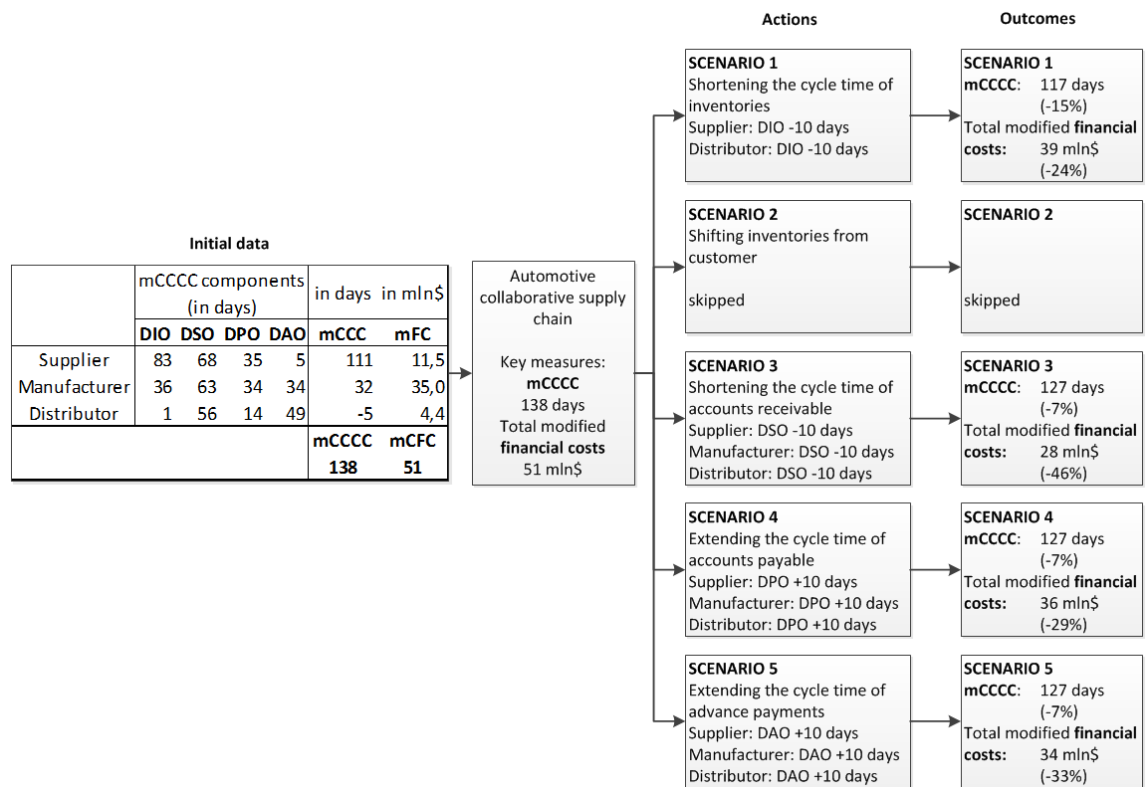 Actions
Outcomes
Initial data
mCCCC components
(in days)
in days
in mln$
DIO DSO DPO DAO mCCC mFC
Supplier 83 68 35 5 111 11,5
Manufacturer 36 63 34 34 32 35,0
Distributor 1 56 14 49 -5 4,4
mCCCC mCFC
138 51
Automotive
collaborative supply
chain
Key measures:
mCCCC
138 days
Total modified
financial costs
51 mln$
SCENARIO 1
Shortening the cycle time of
inventories
Supplier: DIO -10 days
Distributor: DIO -10 days
SCENARIO 1
mCCCC: 117 days
(-15%)
Total modified financial
costs: 39 mln$
(-24%)
SCENARIO 2
Shifting inventories from
customer
skipped
SCENARIO 2
skipped
SCENARIO 3
Shortening the cycle time of
accounts receivable
Supplier: DSO -10 days
Manufacturer: DSO -10 days
Distributor: DSO -10 days
SCENARIO 3
mCCCC: 127 days
(-7%)
Total modified financial
costs: 28 mln$
(-46%)
SCENARIO 4
Extending the cycle time of
accounts payable
Supplier: DPO +10 days
Manufacturer: DPO +10 days
Distributor: DPO +10 days
SCENARIO 4
mCCCC: 127 days
(-7%)
Total modified financial
costs: 36 mln$
(-29%)
SCENARIO 5
Extending the cycle time of
advance payments
Supplier: DAO +10 days
Manufacturer: DAO +10 days
Distributor: DAO +10 days
SCENARIO 5
mCCCC: 127 days
(-7%)
Total modified financial
costs: 34 mln$
(-33%)